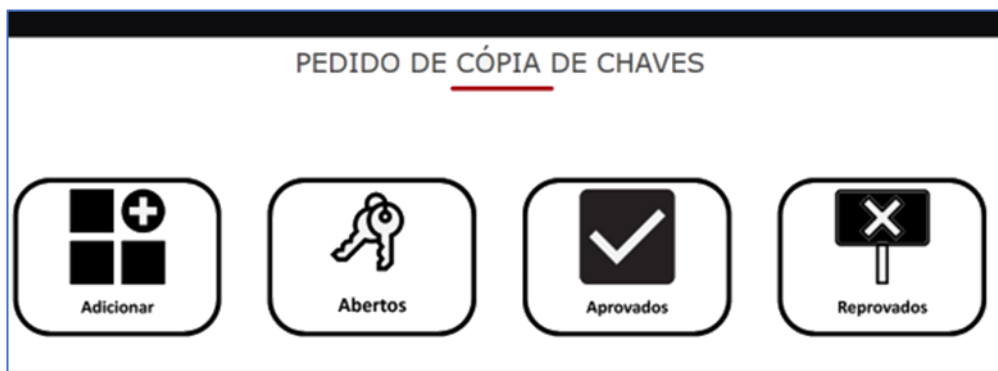 PEDIDO DE CÓPIA DE CHAVES
Adicionar
Abertos
Aprovados
Reprovados